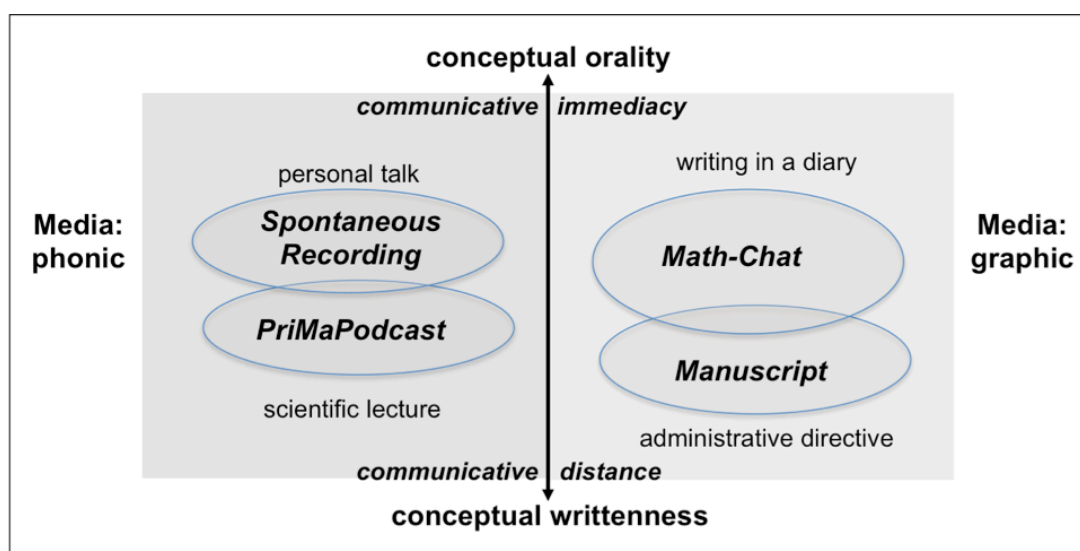 conceptual orality
communicative immediacy
personal talk
writing in a diary
Media:
phonic
Spontaneous
Recording
Math-Chat
Media:
graphic
PriMaPodcast
Manuscript
scientific lecture
administrative directive
communicative distance
conceptual writtenness